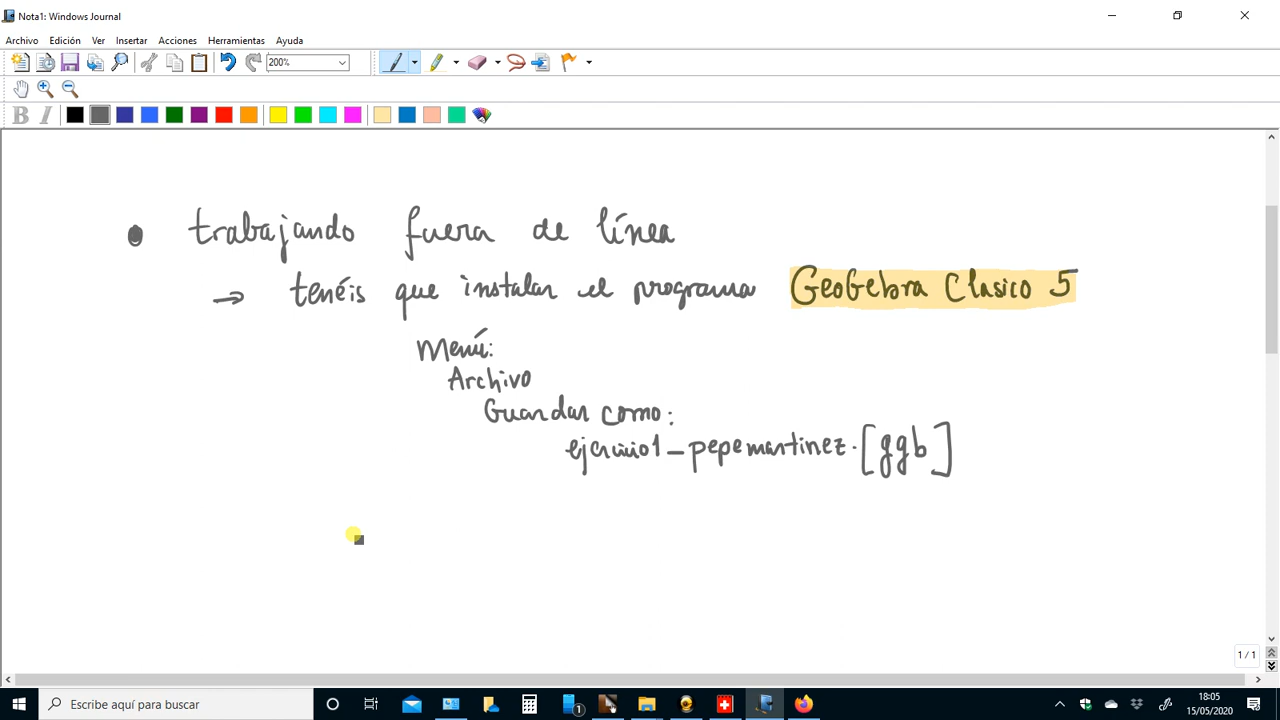 Nota1: Windows Journal
Archivo Edición Ver Insertar Acciones Herramientas Ayuda
200%
B I
trabajando fuera de línea
→ tenéis que instalar el programa GeoGebra Clasico 5
Menú:
Archivo
Guardar como:
ejercicio1_pepemartinez.[ggb]
1 / 1
Escribe aquí para buscar
1
18:05
15/05/2020